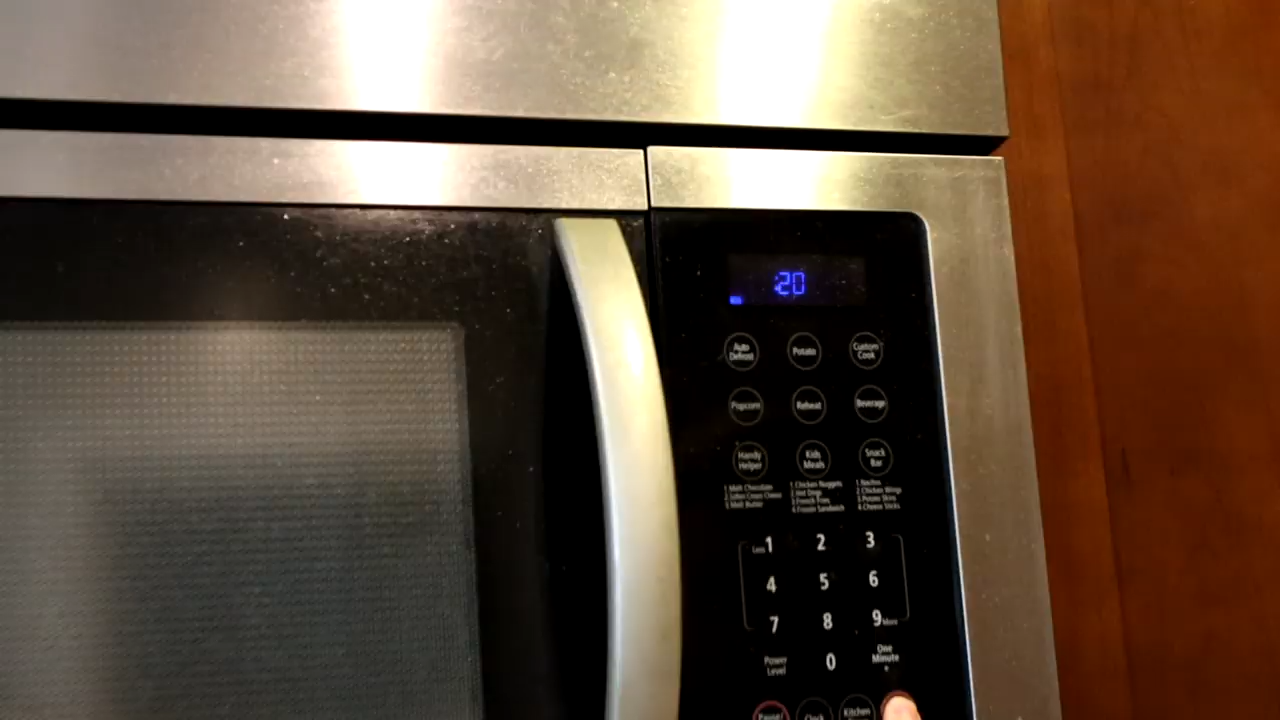 :20
Auto Defrost
Potato
Custom Cook
Popcorn
Reheat
Beverage
Handy Helper
Kids Meals
Snack Bar
1 Melt Chocolate
2 Soften Cream Cheese
3 Melt Butter
1 Chicken Nuggets
2 Hot Dogs
3 French Fries
4 Frozen Sandwich
1 Nachos
2 Chicken Wings
3 Potato Skins
4 Cheese Sticks
Less 1 2 3
4 5 6
7 8 9 More
Power Level
0
One Minute +
Pause/
Clock
Kitchen